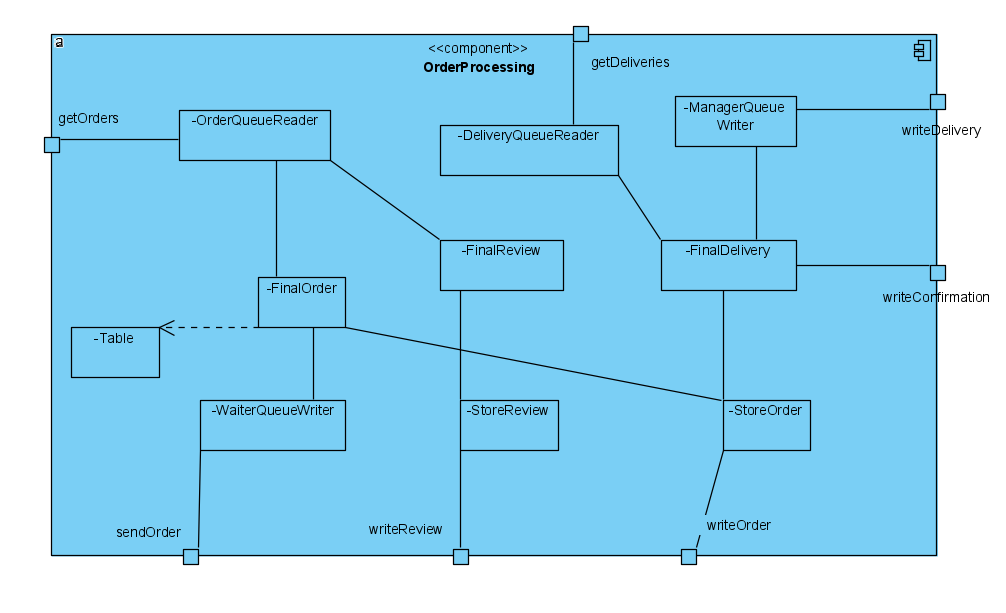 a
<<component>>
OrderProcessing
getDeliveries
getOrders
-OrderQueueReader
-DeliveryQueueReader
-ManagerQueue
Writer
writeDelivery
-FinalReview
-FinalDelivery
-FinalOrder
writeConfirmation
-Table
-WaiterQueueWriter
-StoreReview
-StoreOrder
sendOrder
writeReview
writeOrder